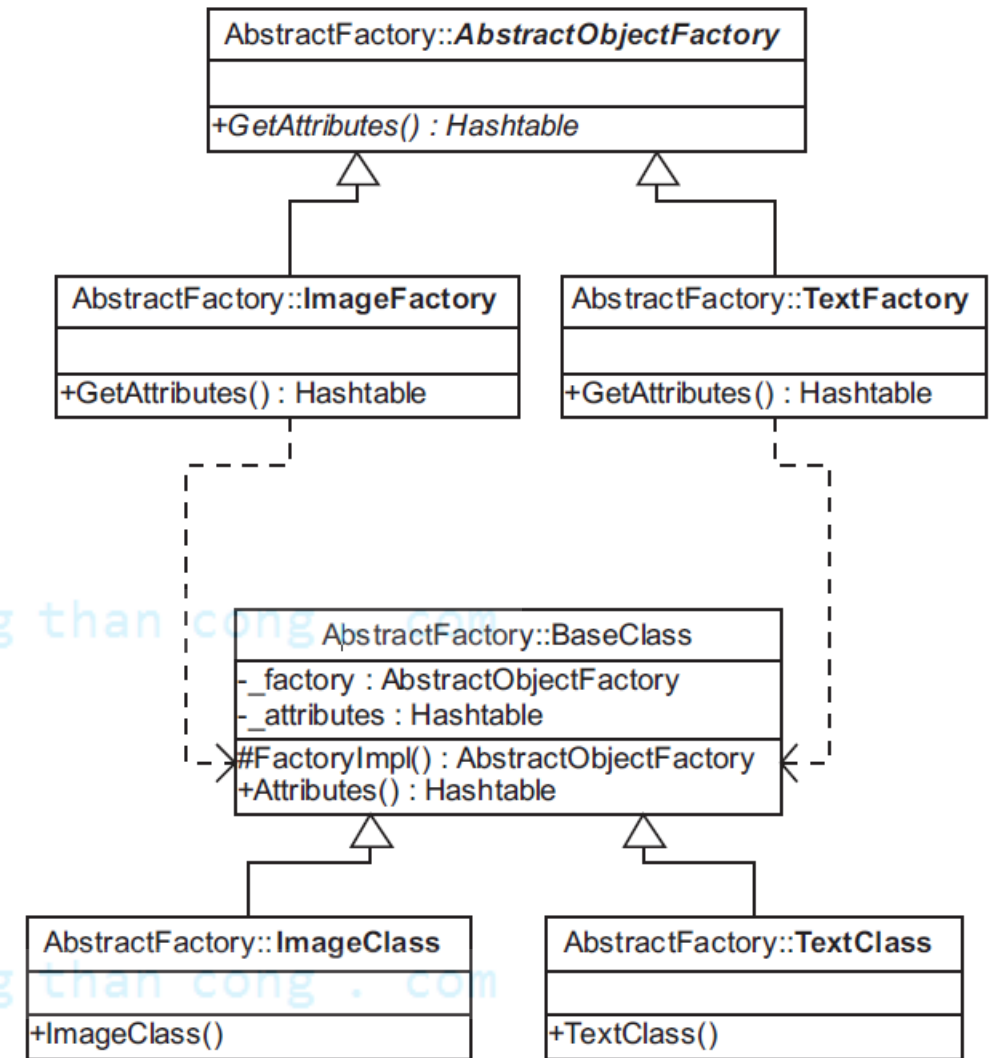 AbstractFactory::AbstractObjectFactory
+GetAttributes() : Hashtable
AbstractFactory::ImageFactory
+GetAttributes() : Hashtable
AbstractFactory::TextFactory
+GetAttributes() : Hashtable
g than cong . com
AbstractFactory::BaseClass
-_factory : AbstractObjectFactory
-_attributes : Hashtable
#FactoryImpl() : AbstractObjectFactory
+Attributes() : Hashtable
AbstractFactory::ImageClass
+ImageClass()
AbstractFactory::TextClass
+TextClass()
g than cong . com